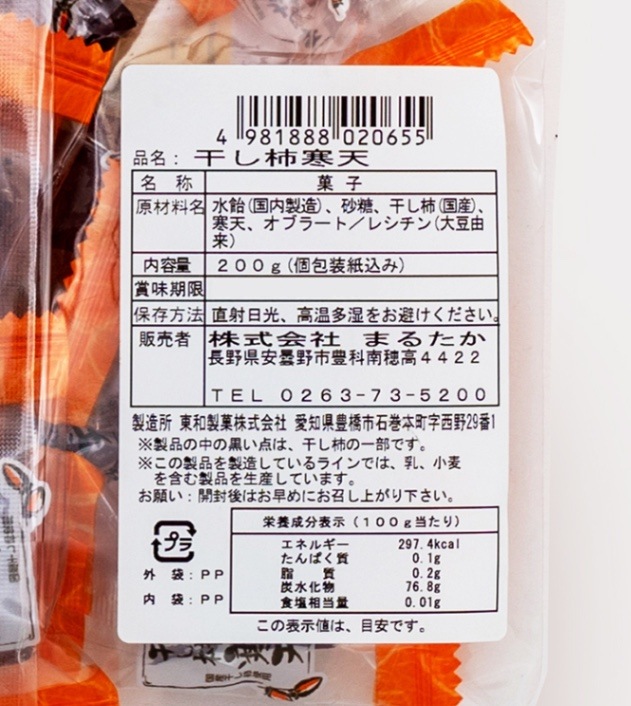 4 981888 020655
品名: 干し柿寒天
名 称 菓 子
原材料名 水飴(国内製造)、砂糖、干し柿(国産)、
寒天、オブラート/レシチン(大豆由
来)
内容量 200g(個包装紙込み)
賞味期限
保存方法 直射日光、高温多湿をお避けください。
販売者 株式会社 まるたか
長野県安曇野市豊科南穂高4422
TEL 0263-73-5200
製造所 東和製菓株式会社 愛知県豊橋市石巻本町字西野29番1
※製品の中の黒い点は、干し柿の一部です。
※この製品を製造しているラインでは、乳、小麦
を含む製品を生産しています。
お願い:開封後はお早めにお召し上がり下さい。
プラ
外 袋:PP
内 袋:PP
栄養成分表示(100g当たり)
エネルギー 297.4kcal
たんぱく質 0.1g
脂 質 0.2g
炭水化物 76.8g
食塩相当量 0.01g
この表示値は、目安です。